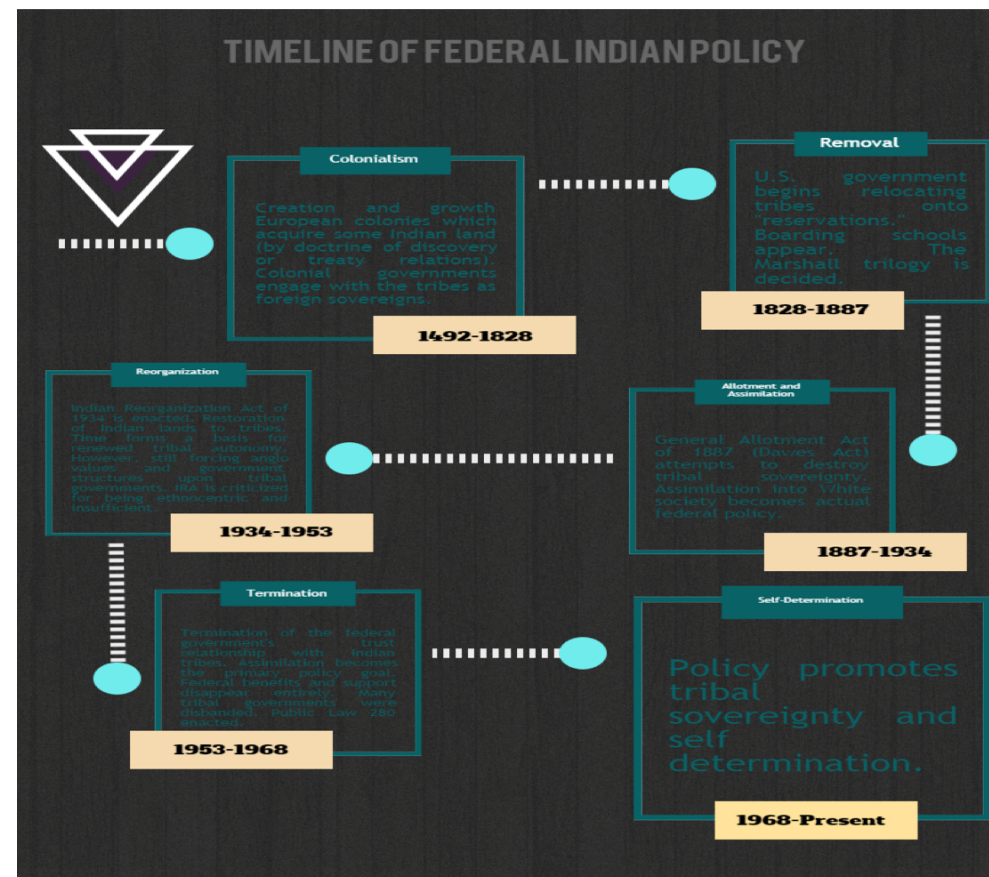 TIMELINE OF FEDERAL INDIAN POLICY
Colonialism
Creation and growth
European colonies which
acquire some Indian land
(by doctrine of discovery
or treaty relations).
Colonial governments
engage with the tribes as
foreign sovereigns.
1492-1828
Removal
U.S. government
begins relocating
tribes onto
"reservations."
Boarding schools
appear. The
Marshall trilogy is
decided.
1828-1887
Allotment and
Assimilation
General Allotment Act
of 1887 (Dawes Act)
attempts to destroy
tribal sovereignty.
Assimilation into White
society becomes actual
federal policy.
1887-1934
Reorganization
Indian Reorganization Act of
1934 is enacted. Restoration
of Indian lands to tribes.
Time forms a basis for
renewed tribal autonomy.
However, still forcing anglo
values and government
structures upon tribal
governments. IRA is criticized
for being ethnocentric and
insufficient.
1934-1953
Termination
Termination of the federal
government's trust
relationship with Indian
tribes. Assimilation becomes
the primary policy goal.
Federal benefits and support
disappear entirely. Many
tribal governments were
disbanded. Public Law 280
enacted.
1953-1968
Self-Determination
Policy promotes
tribal
sovereignty and
self
determination.
1968-Present